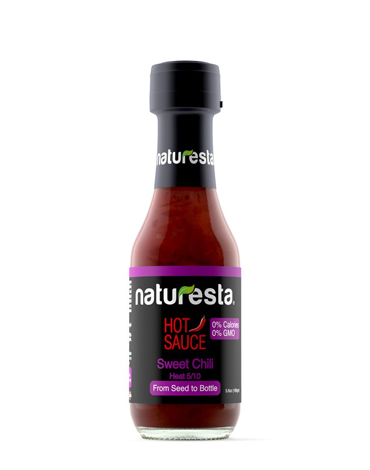 naturesta
naturesta
HOT
SAUCE
0% Calories
0% GMO
Sweet Chili
Heat 5/10
From Seed to Bottle